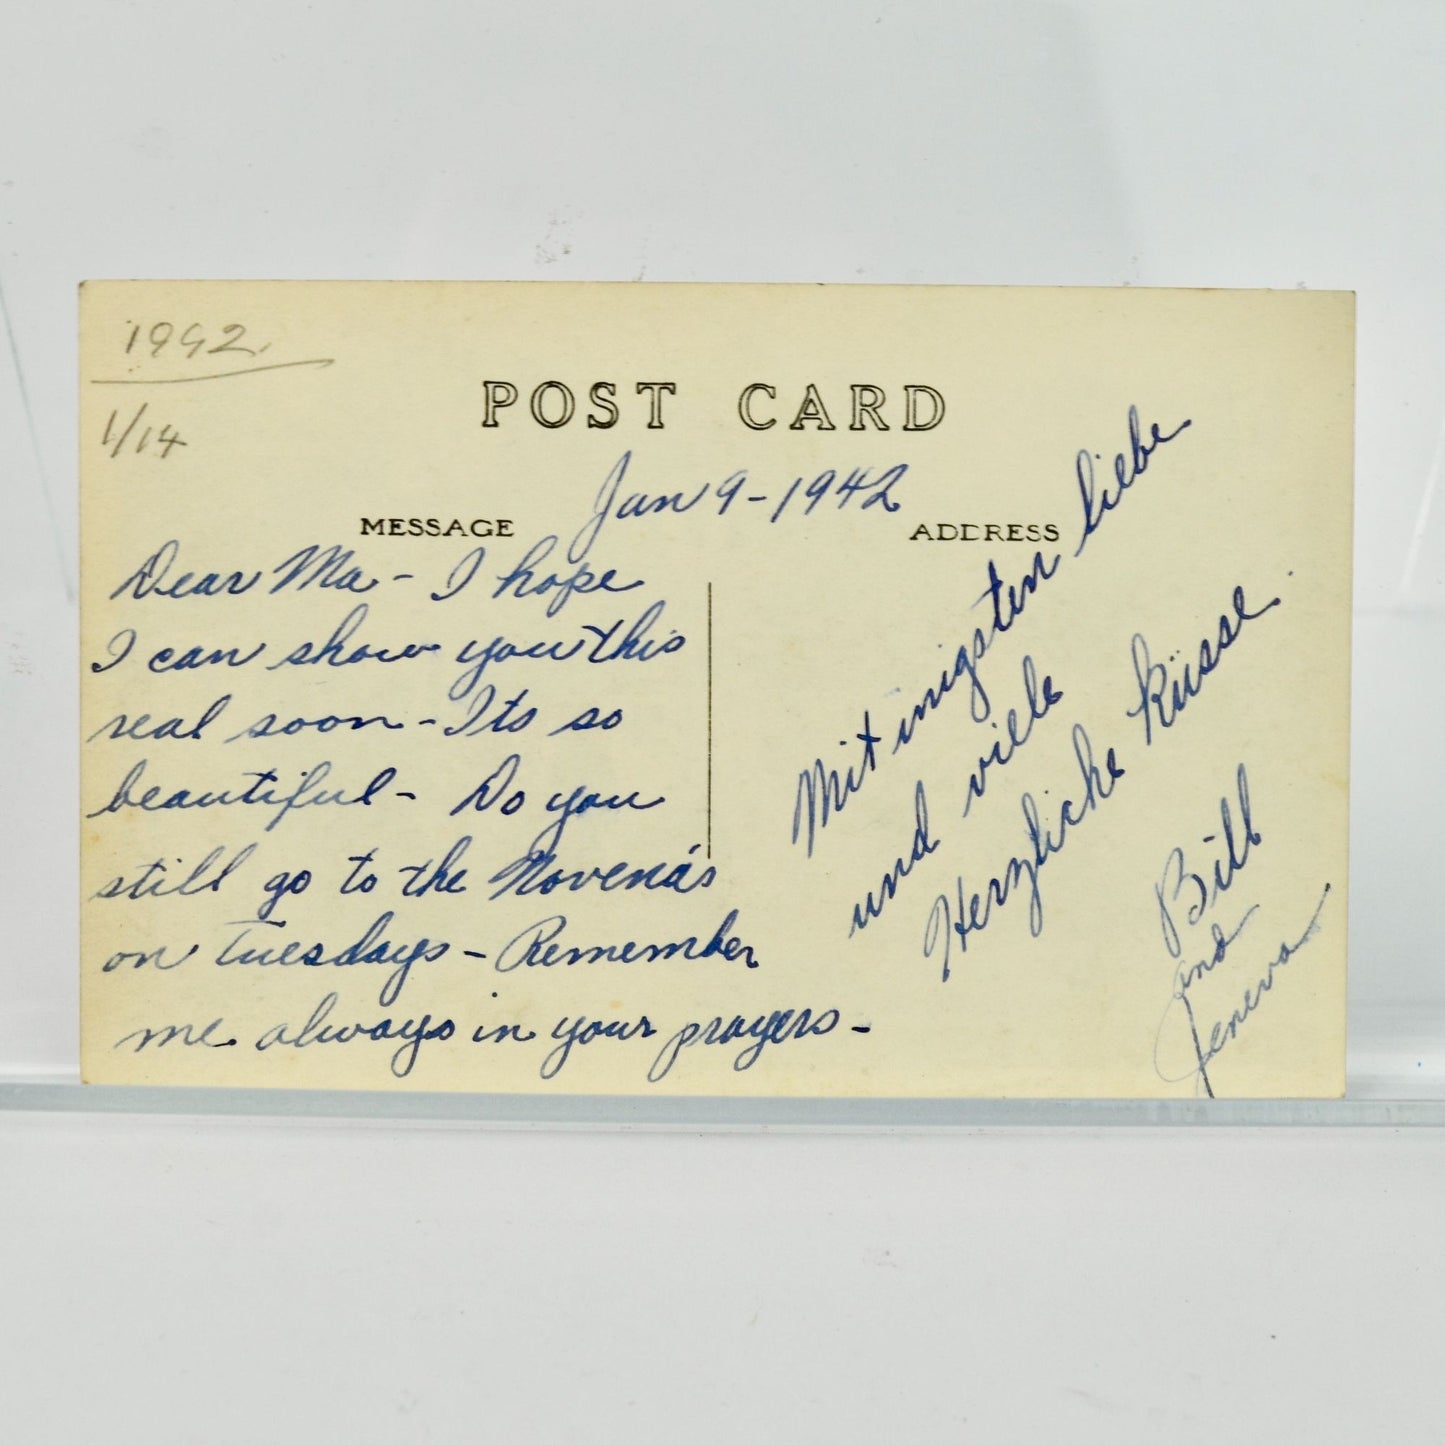 1942.
1/14
POST CARD
Jan 9-1942
MESSAGE
ADDRESS
Dear Ma - I hope
I can show you this
real soon - Its so
beautiful - Do you
still go to the Novena's
on Tuesdays - Remember
me always in your prayers -
Mit inigsten liebe
und viele
Herzliche Küsse.
Bill
and
Jeneva